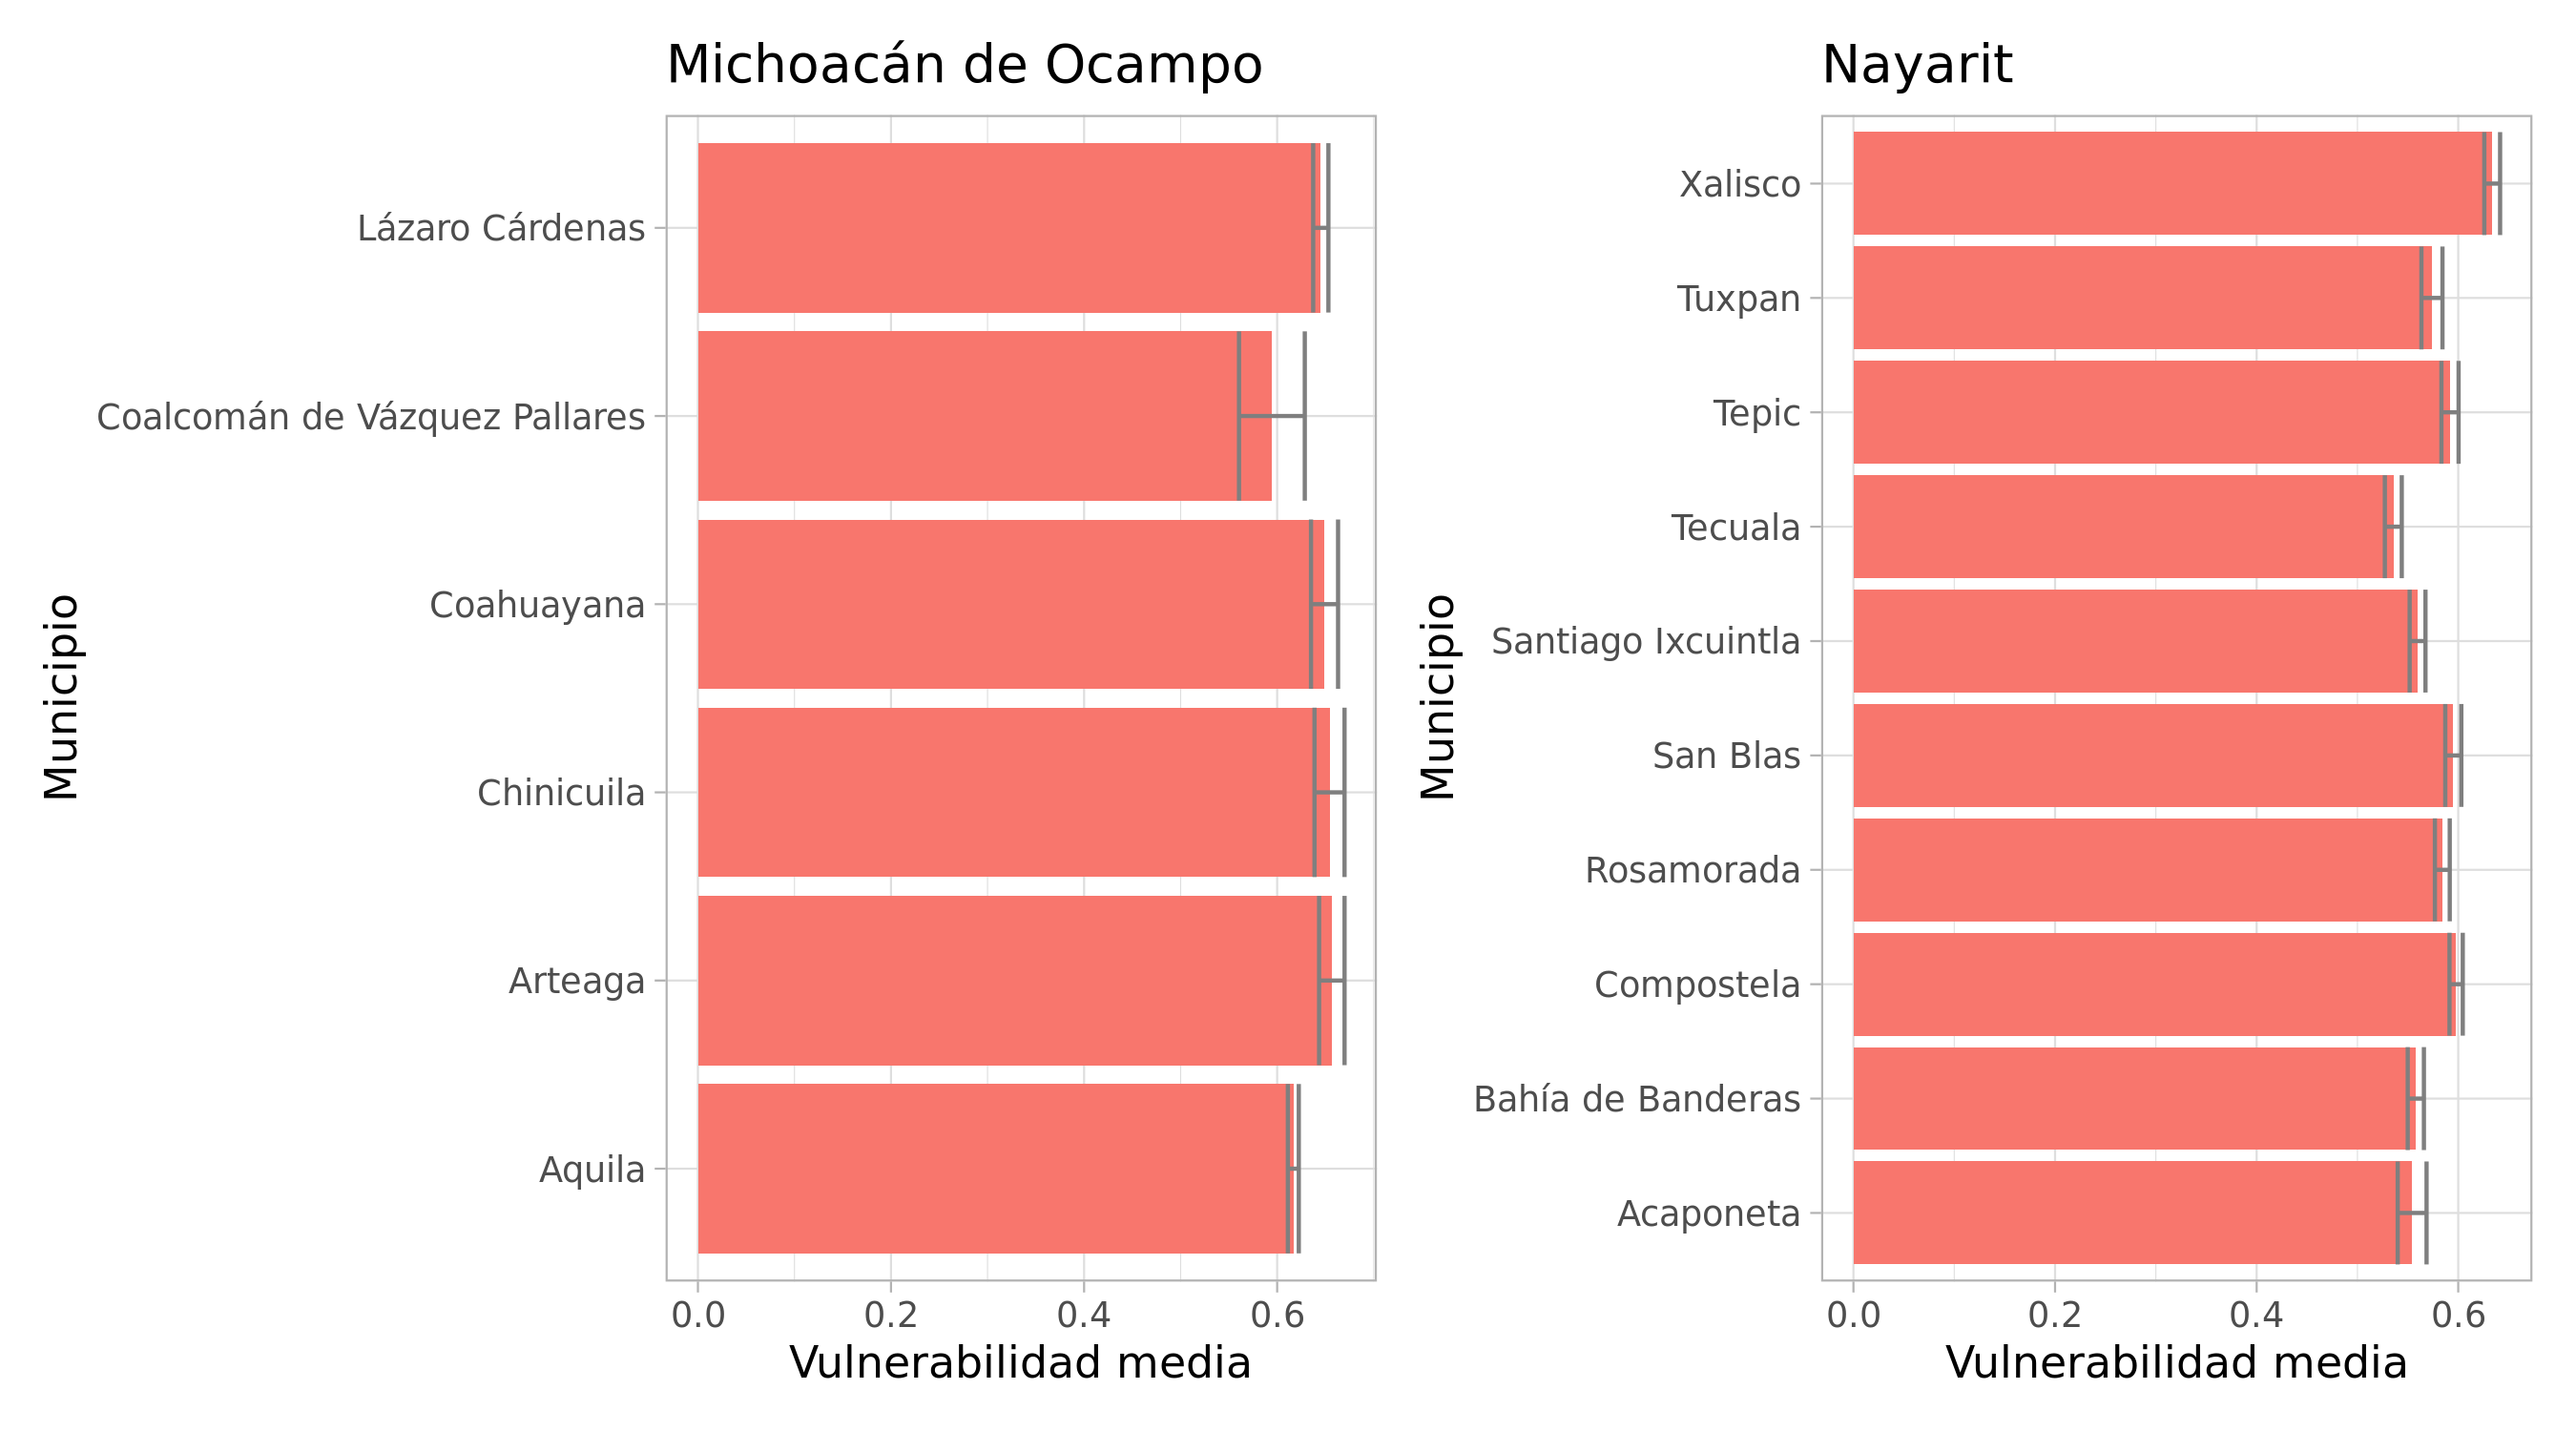 Michoacán de Ocampo
Municipio
Lázaro Cárdenas
Coalcomán de Vázquez Pallares
Coahuayana
Chinicuila
Arteaga
Aquila
0.0 0.2 0.4 0.6
Vulnerabilidad media
Nayarit
Municipio
Xalisco
Tuxpan
Tepic
Tecuala
Santiago Ixcuintla
San Blas
Rosamorada
Compostela
Bahía de Banderas
Acaponeta
0.0 0.2 0.4 0.6
Vulnerabilidad media